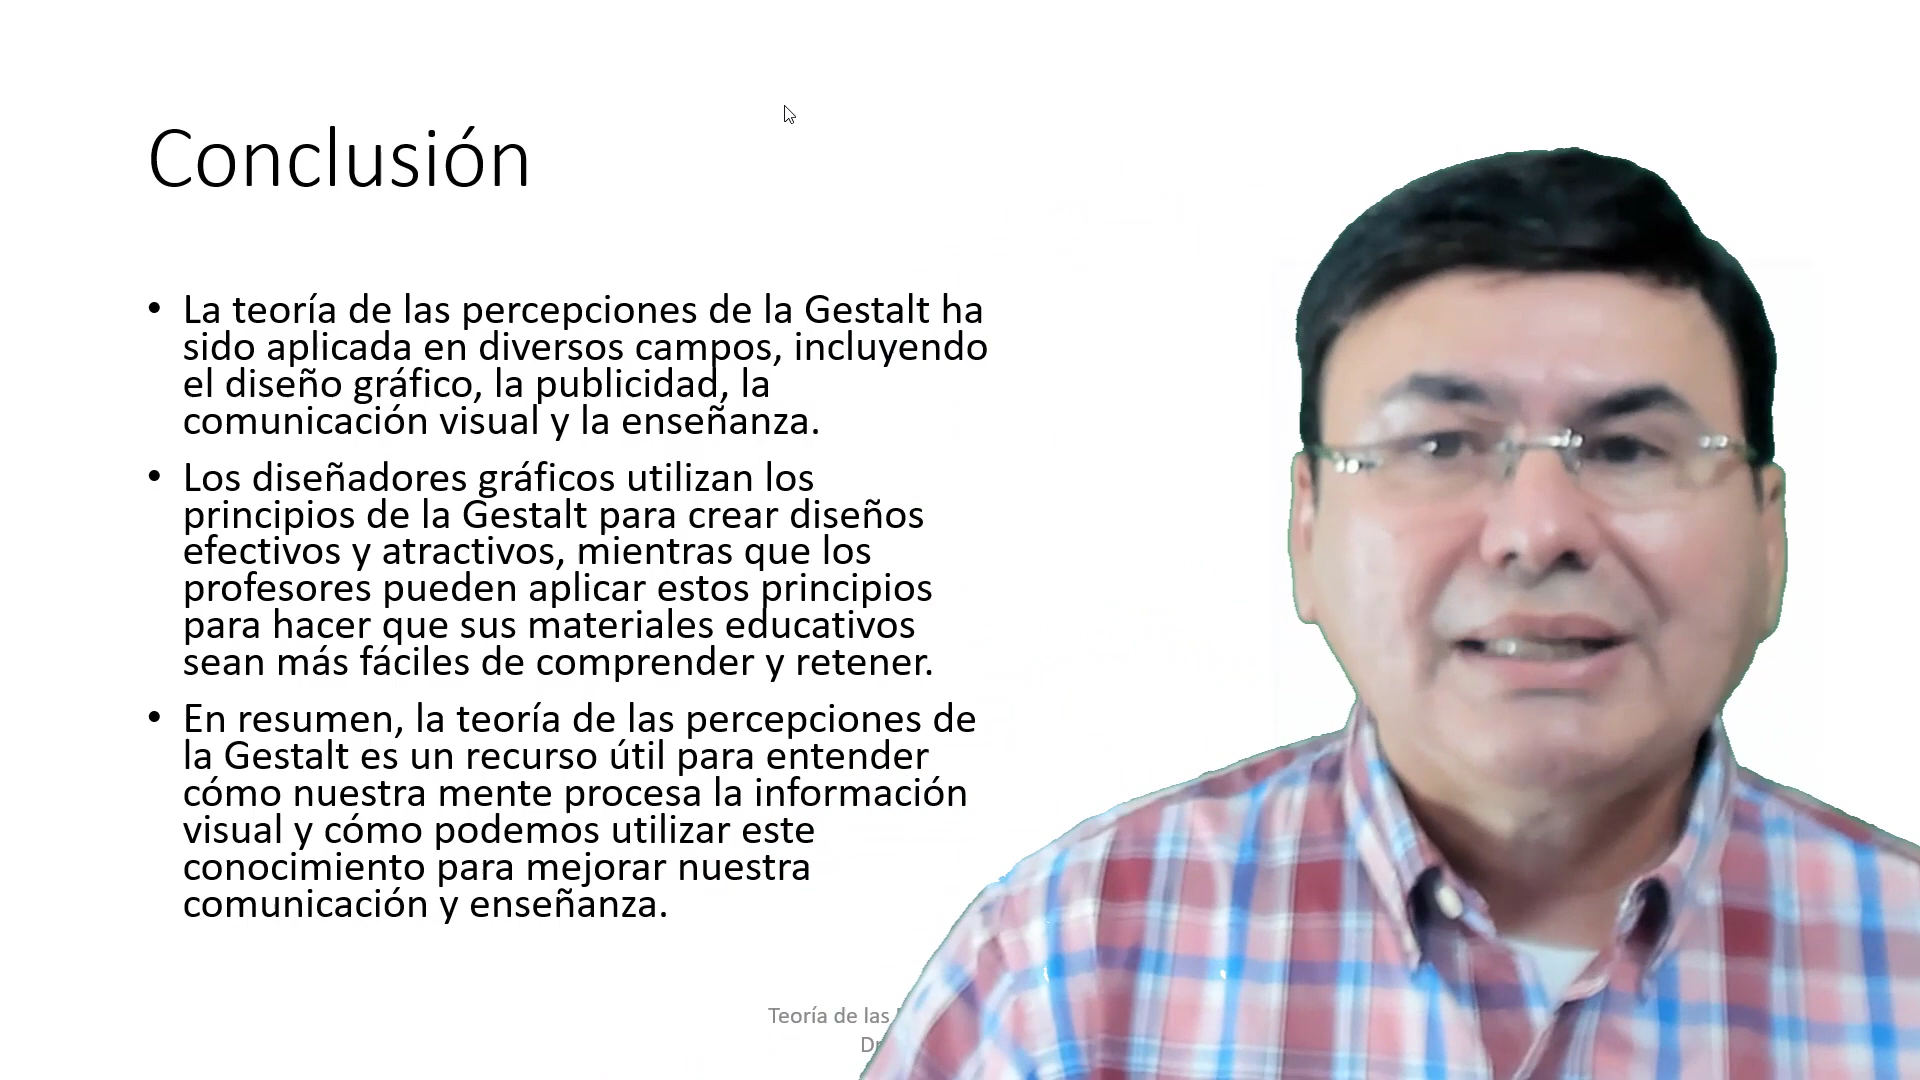 Conclusión
• La teoría de las percepciones de la Gestalt ha
sido aplicada en diversos campos, incluyendo
el diseño gráfico, la publicidad, la
comunicación visual y la enseñanza.
• Los diseñadores gráficos utilizan los
principios de la Gestalt para crear diseños
efectivos y atractivos, mientras que los
profesores pueden aplicar estos principios
para hacer que sus materiales educativos
sean más fáciles de comprender y retener.
• En resumen, la teoría de las percepciones de
la Gestalt es un recurso útil para entender
cómo nuestra mente procesa la información
visual y cómo podemos utilizar este
conocimiento para mejorar nuestra
comunicación y enseñanza.
Teoría de las